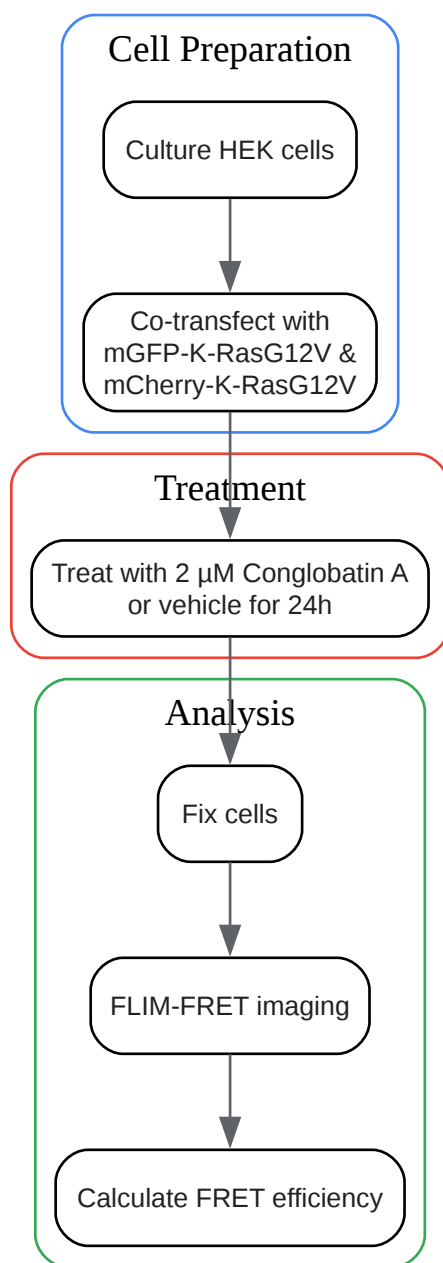 Cell Preparation
Culture HEK cells
Co-transfect with
mGFP-K-RasG12V &
mCherry-K-RasG12V
Treatment
Treat with 2 µM Conglobatin A
or vehicle for 24h
Analysis
Fix cells
FLIM-FRET imaging
Calculate FRET efficiency